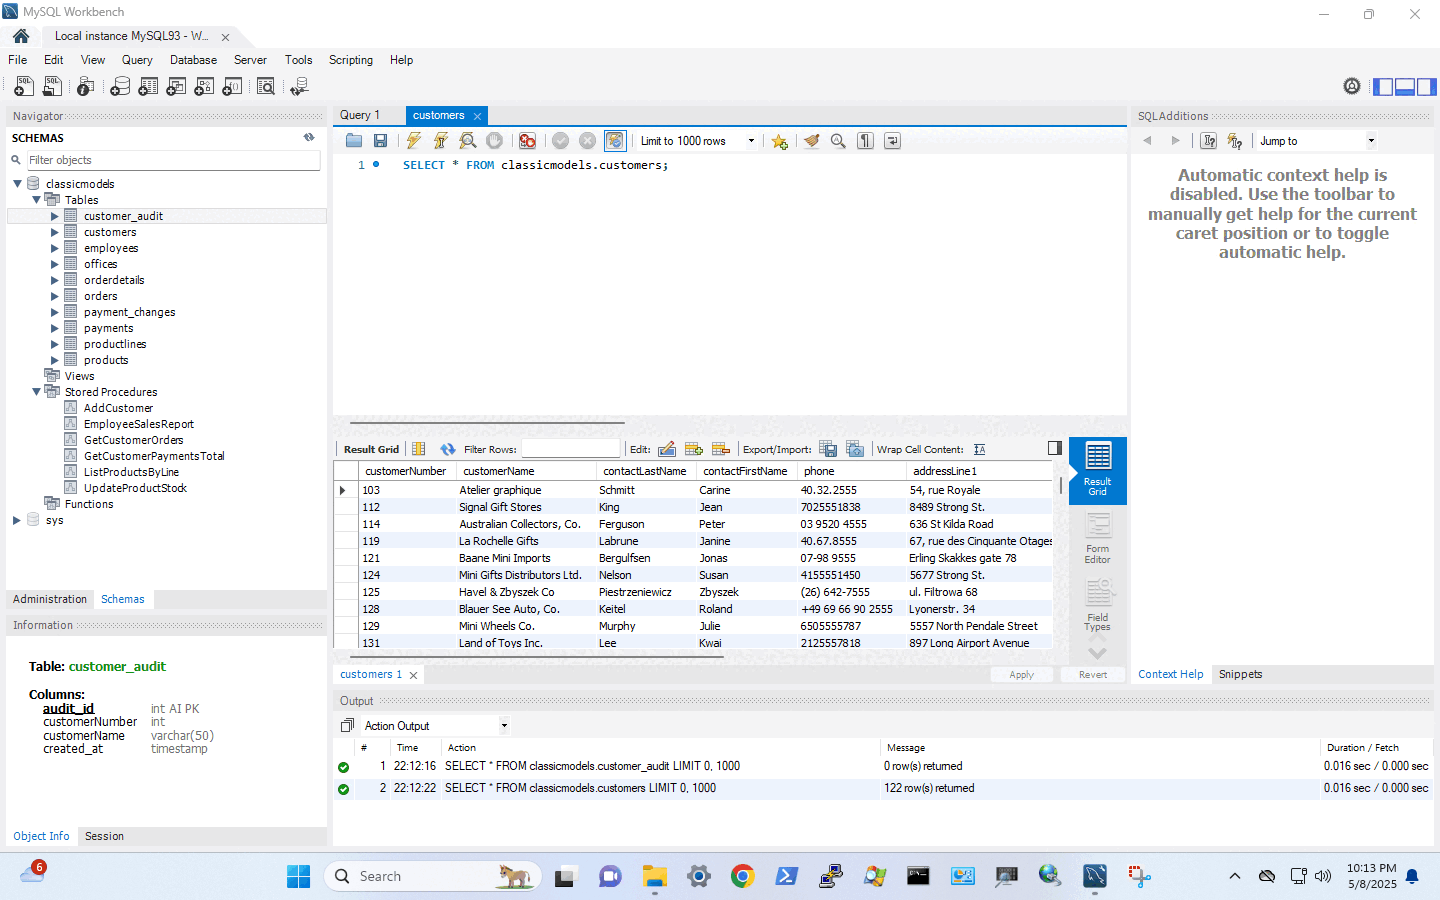 MySQL Workbench
Local instance MySQL93 - W...
File Edit View Query Database Server Tools Scripting Help
Navigator
SCHEMAS
Filter objects
classicmodels
Tables
customer_audit
customers
employees
offices
orderdetails
orders
payment_changes
payments
productlines
products
Views
Stored Procedures
AddCustomer
EmployeeSalesReport
GetCustomerOrders
GetCustomerPaymentsTotal
ListProductsByLine
UpdateProductStock
Functions
sys
Administration Schemas
Information
Table: customer_audit
Columns:
audit_id int AI PK
customerNumber int
customerName varchar(50)
created_at timestamp
Object Info Session
Query 1 customers
Limit to 1000 rows
1 SELECT * FROM classicmodels.customers;
Result Grid Filter Rows: Edit: Export/Import: Wrap Cell Content:
customerNumber customerName contactLastName contactFirstName phone addressLine1
103 Atelier graphique Schmitt Carine 40.32.2555 54, rue Royale
112 Signal Gift Stores King Jean 7025551838 8489 Strong St.
114 Australian Collectors, Co. Ferguson Peter 03 9520 4555 636 St Kilda Road
119 La Rochelle Gifts Labrune Janine 40.67.8555 67, rue des Cinquante Otages
121 Baane Mini Imports Bergulfsen Jonas 07-98 9555 Erling Skakkes gate 78
124 Mini Gifts Distributors Ltd. Nelson Susan 4155551450 5677 Strong St.
125 Havel & Zbyszek Co Piestrzeniewicz Zbyszek (26) 642-7555 ul. Filtrowa 68
128 Blauer See Auto, Co. Keitel Roland +49 69 66 90 2555 Lyonerstr. 34
129 Mini Wheels Co. Murphy Julie 6505555787 5557 North Pendale Street
131 Land of Toys Inc. Lee Kwai 2125557818 897 Long Airport Avenue
Result
Grid
Form
Editor
Field
Types
customers 1 Apply Revert
SQLAdditions
Jump to
Automatic context help is
disabled. Use the toolbar to
manually get help for the current
caret position or to toggle
automatic help.
Context Help Snippets
Output
Action Output
# Time Action Message Duration / Fetch
1 22:12:16 SELECT * FROM classicmodels.customer_audit LIMIT 0, 1000 0 row(s) returned 0.016 sec / 0.000 sec
2 22:12:22 SELECT * FROM classicmodels.customers LIMIT 0, 1000 122 row(s) returned 0.016 sec / 0.000 sec
6
Search
10:13 PM
5/8/2025